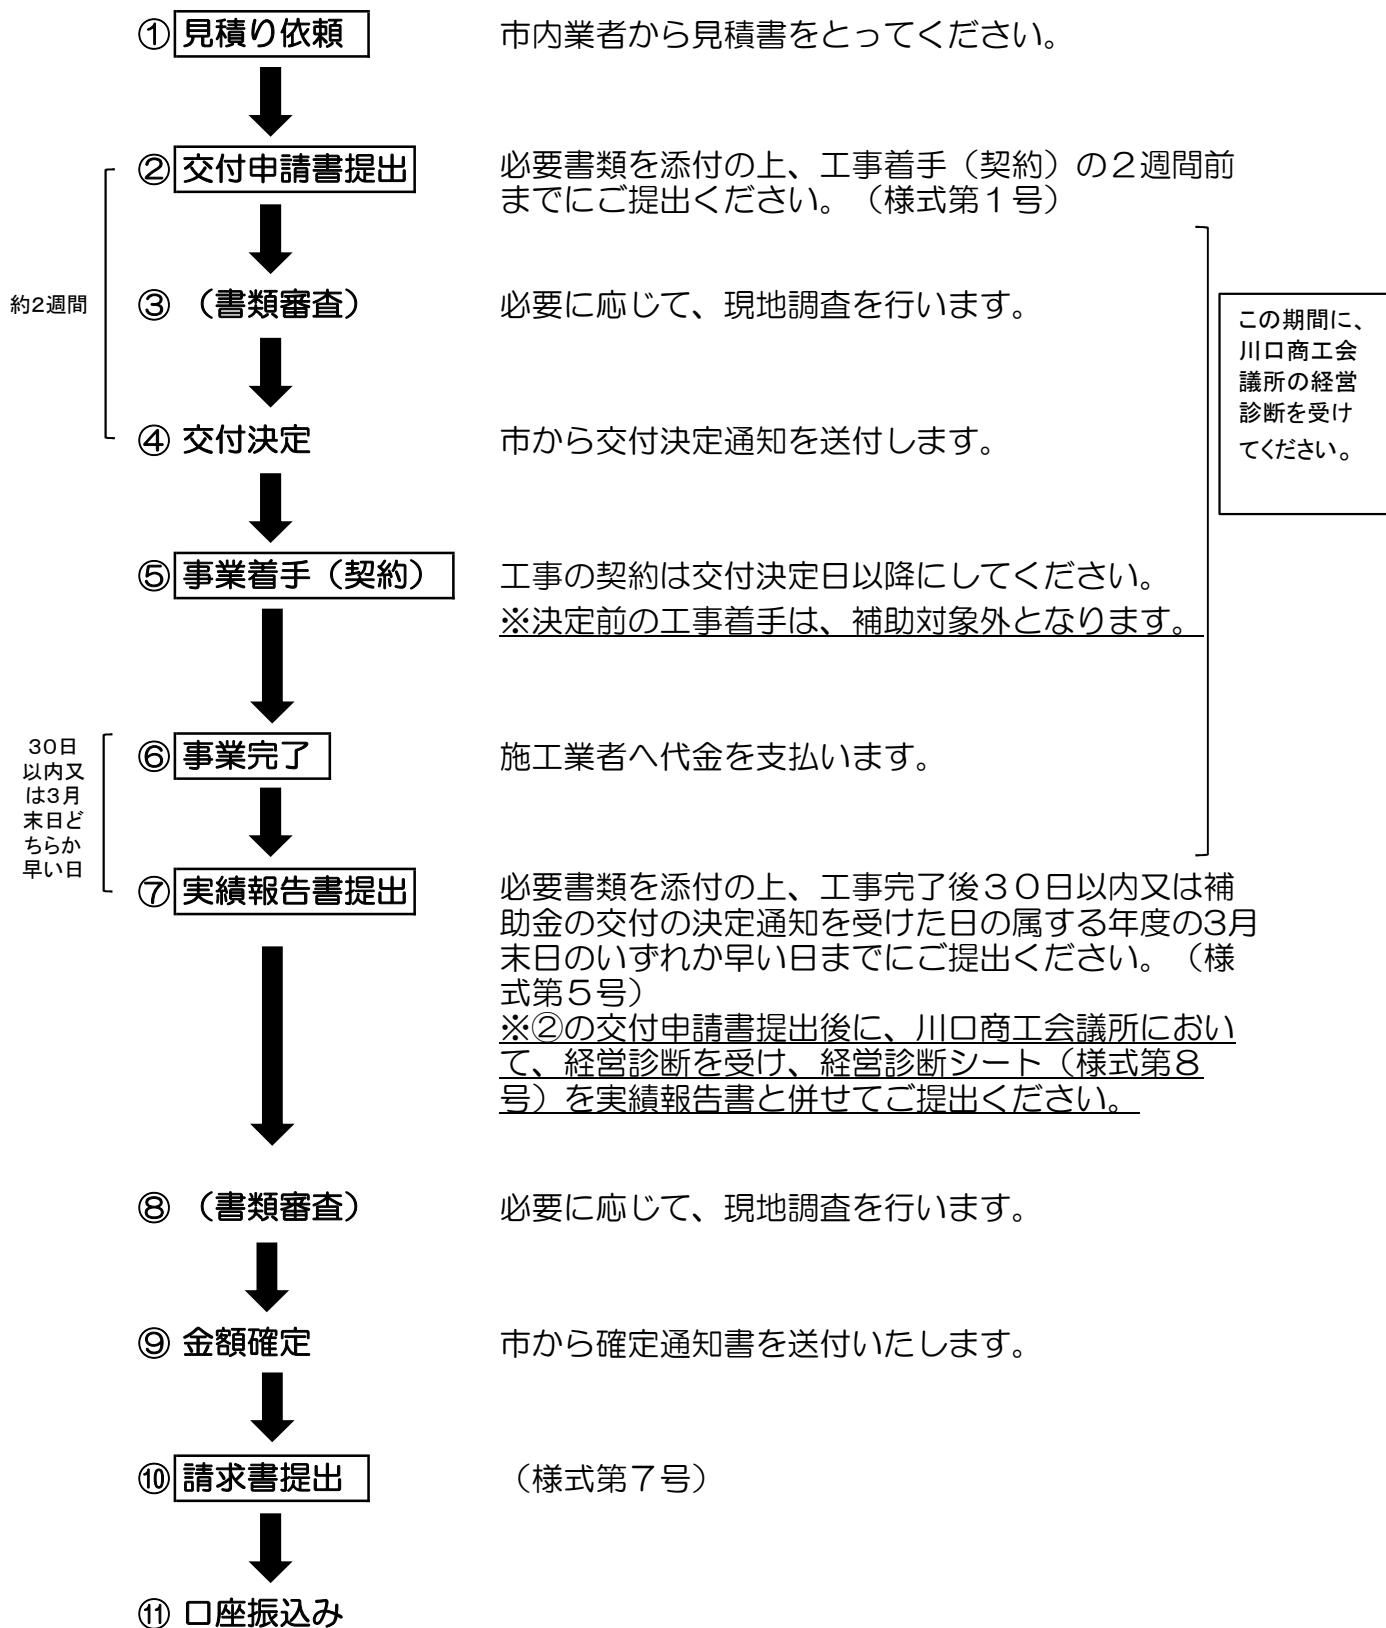 ①見積り依頼
市内業者から見積書をとってください。
②交付申請書提出
必要書類を添付の上、工事着手（契約）の２週間前
までにご提出ください。（様式第１号）
約2週間
③（書類審査）
必要に応じて、現地調査を行います。
この期間に、
川口商工会
議所の経営
診断を受け
てください。
④交付決定
市から交付決定通知を送付します。
⑤事業着手（契約）
工事の契約は交付決定日以降にしてください。
※決定前の工事着手は、補助対象外となります。
30日
以内又
は3月
末日ど
ちらか
早い日
⑥事業完了
施工業者へ代金を支払います。
⑦実績報告書提出
必要書類を添付の上、工事完了後３０日以内又は補
助金の交付の決定通知を受けた日の属する年度の3月
末日のいずれか早い日までにご提出ください。（様
式第５号）
※②の交付申請書提出後に、川口商工会議所におい
て、経営診断を受け、経営診断シート（様式第８
号）を実績報告書と併せてご提出ください。
⑧（書類審査）
必要に応じて、現地調査を行います。
⑨金額確定
市から確定通知書を送付いたします。
⑩請求書提出
（様式第７号）
⑪口座振込み